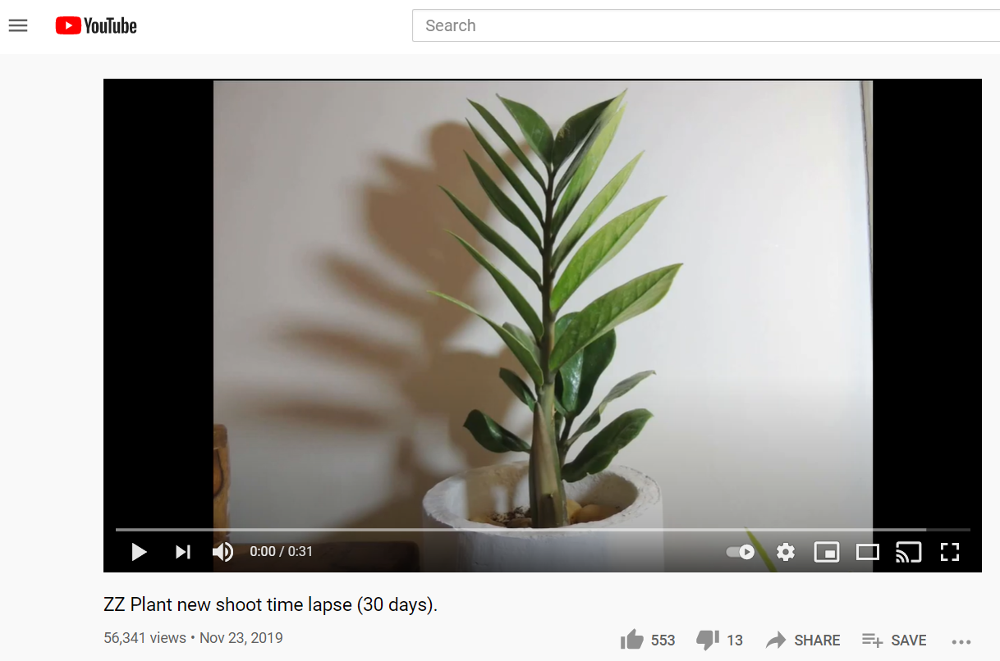 YouTube
Search
0:00 / 0:31
ZZ Plant new shoot time lapse (30 days).
56,341 views • Nov 23, 2019
553 13 SHARE SAVE